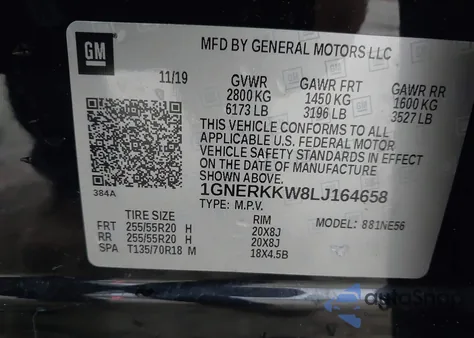 GM
MFD BY GENERAL MOTORS LLC
11/19
GVWR GAWR FRT GAWR RR
2800 KG 1450 KG 1600 KG
6173 LB 3196 LB 3527 LB
THIS VEHICLE CONFORMS TO ALL
APPLICABLE U.S. FEDERAL MOTOR
VEHICLE SAFETY STANDARDS IN EFFECT
ON THE DATE OF MANUFACTURE
SHOWN ABOVE.
384A
1GNERKKW8LJ164658
TYPE: M.P.V. MODEL: 881NE56
TIRE SIZE RIM
FRT 255/55R20 H 20X8J
RR 255/55R20 H 20X8J
SPA T135/70R18 M 18X4.5B